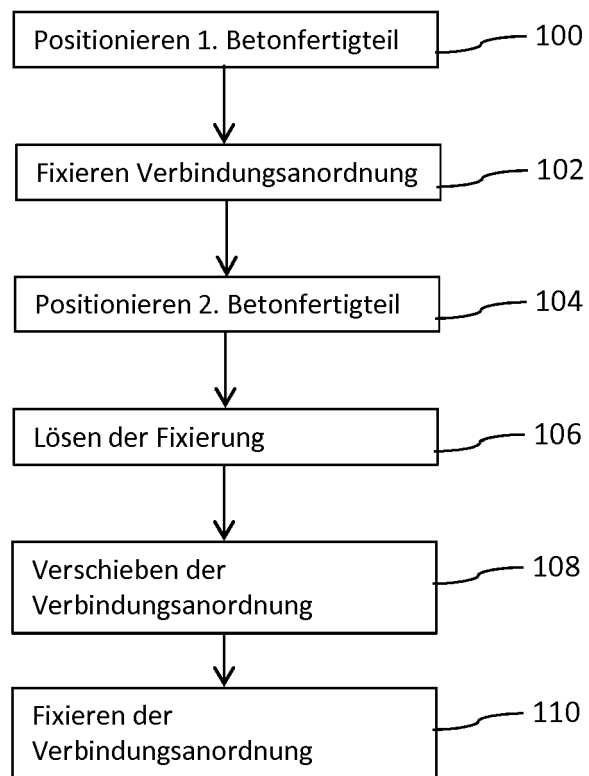 Positionieren 1. Betonfertigteil
100
Fixieren Verbindungsanordnung
102
Positionieren 2. Betonfertigteil
104
Lösen der Fixierung
106
Verschieben der
Verbindungsanordnung
108
Fixieren der
Verbindungsanordnung
110